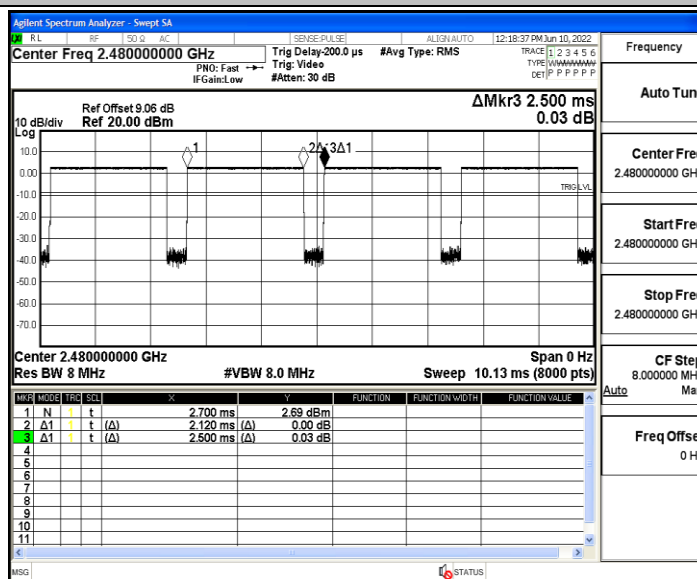 Agilent Spectrum Analyzer - Swept SA
RL RF 50 Ω AC SENSE:PULSE ALIGNAUTO 12:18:37 PM Jun 10, 2022
Center Freq 2.480000000 GHz
PNO: Fast
IFGain:Low
Trig Delay-200.0 µs
Trig: Video
#Atten: 30 dB
#Avg Type: RMS
TRACE 1 2 3 4 5 6
TYPE
DET P P P P P P
ΔMkr3 2.500 ms
0.03 dB
Ref Offset 9.06 dB
10 dB/div Ref 20.00 dBm
Log
1
3Δ1
10.0
0.00
TRIG LVL
-10.0
-20.0
-30.0
-40.0
-50.0
-60.0
-70.0
Center 2.480000000 GHz Span 0 Hz
Res BW 8 MHz #VBW 8.0 MHz Sweep 10.13 ms (8000 pts)
MKR MODE TRC SCL X Y FUNCTION FUNCTION WIDTH FUNCTION VALUE
1 N 1 t 2.700 ms 2.69 dBm
2 Δ1 1 t (Δ) 2.120 ms (Δ) 0.00 dB
3 Δ1 1 t (Δ) 2.500 ms (Δ) 0.03 dB
4
5
6
7
8
9
10
11
MSG STATUS
Frequency
Auto Tun
Center Fre
2.480000000 GH
Start Fre
2.480000000 GH
Stop Fre
2.480000000 GH
CF Step
8.000000 MH
Auto Ma
Freq Offse
0 H